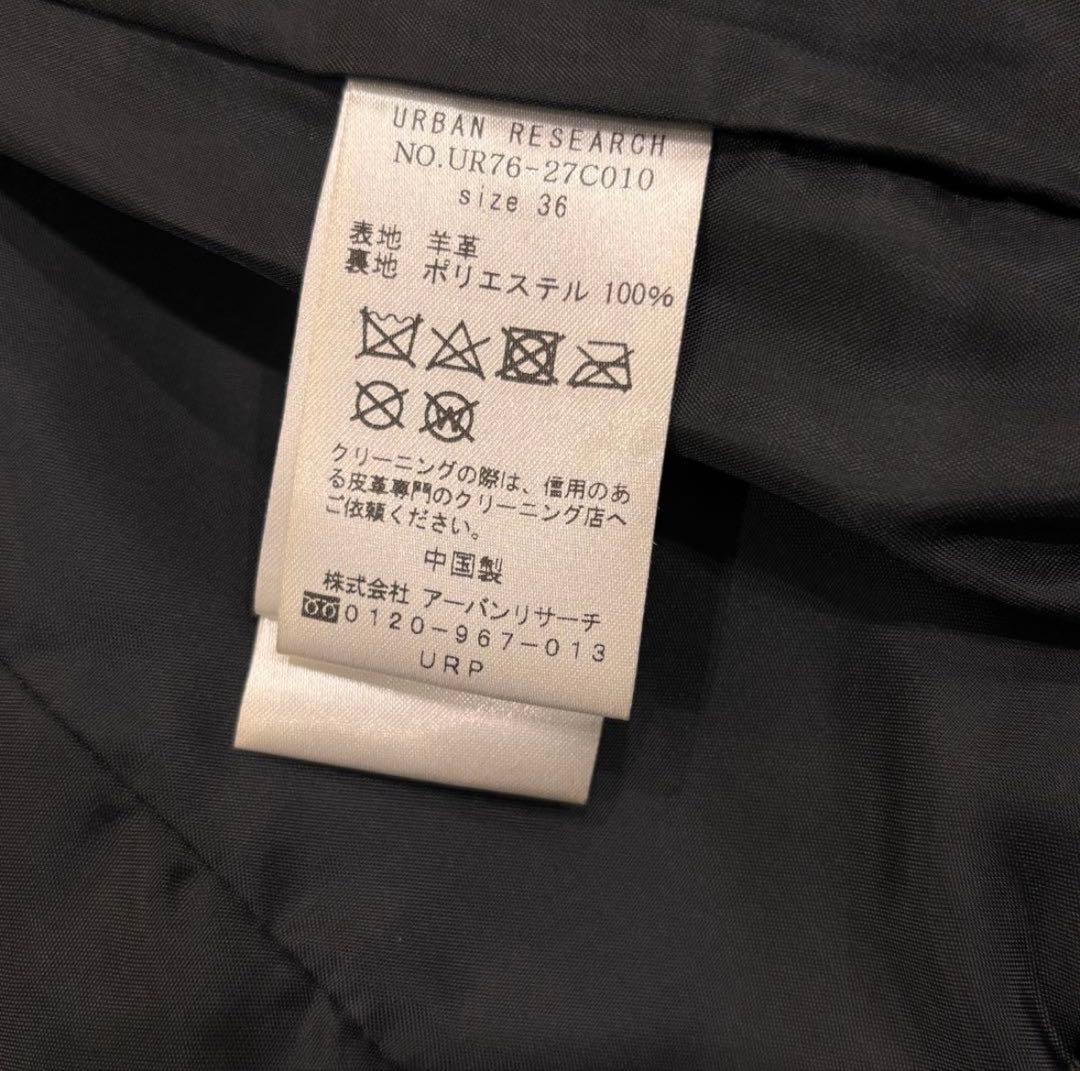 URBAN RESEARCH
NO.UR76-27C010
size 36
表地 羊革
裏地 ポリエステル 100%
W
クリーニングの際は、信用のあ
る皮革専門のクリーニング店へ
ご依頼ください。
中国製
株式会社 アーバンリサーチ
0120-967-013
URP